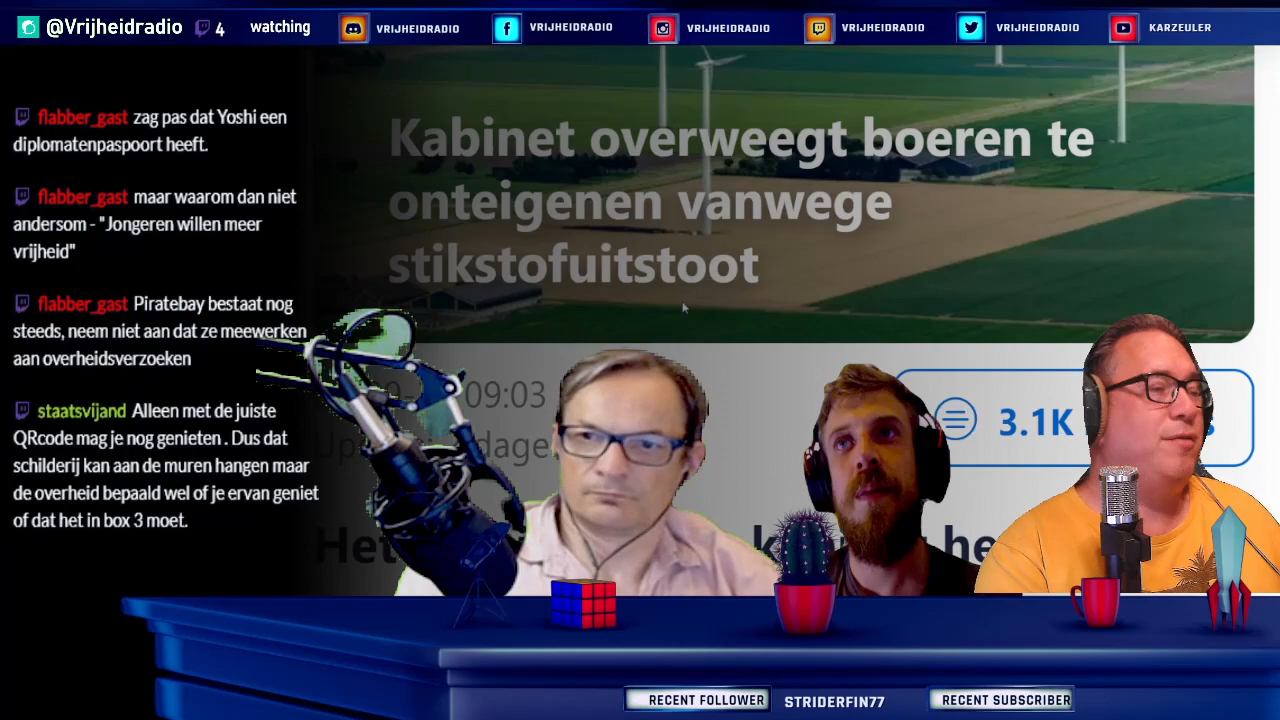 @Vrijheidradio 4 watching
VRIJHEIDRADIO
VRIJHEIDRADIO
VRIJHEIDRADIO
VRIJHEIDRADIO
VRIJHEIDRADIO
KARZEULER
flabber_gast zag pas dat Yoshi een
diplomatenpaspoort heeft.
flabber_gast maar waarom dan niet
andersom - "Jongeren willen meer
vrijheid"
flabber_gast Piratebay bestaat nog
steeds, neem niet aan dat ze meewerken
aan overheidsverzoeken
staatsvijand Alleen met de juiste
QRcode mag je nog genieten . Dus dat
schilderij kan aan de muren hangen maar
de overheid bepaald wel of je ervan geniet
of dat het in box 3 moet.
Kabinet overweegt boeren te
onteigenen vanwege
stikstofuitstoot
09:03
3.1K
Het
RECENT FOLLOWER
STRIDERFIN77
RECENT SUBSCRIBER